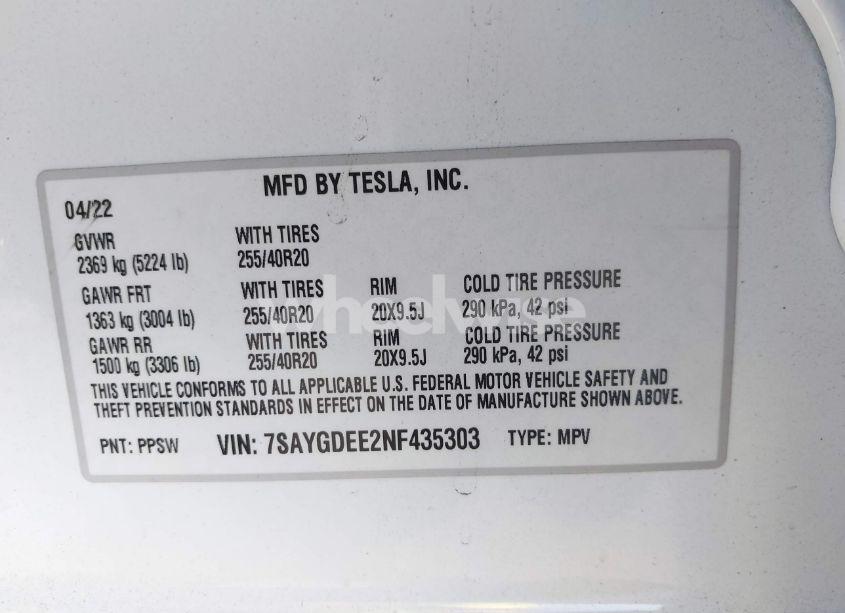 MFD BY TESLA, INC.
04/22
GVWR WITH TIRES
2369 kg (5224 lb) 255/40R20
GAWR FRT WITH TIRES RIM COLD TIRE PRESSURE
1363 kg (3004 lb) 255/40R20 20X9.5J 290 kPa, 42 psi
GAWR RR WITH TIRES RIM COLD TIRE PRESSURE
1500 kg (3306 lb) 255/40R20 20X9.5J 290 kPa, 42 psi
THIS VEHICLE CONFORMS TO ALL APPLICABLE U.S. FEDERAL MOTOR VEHICLE SAFETY AND
THEFT PREVENTION STANDARDS IN EFFECT ON THE DATE OF MANUFACTURE SHOWN ABOVE.
PNT: PPSW VIN: 7SAYGDEE2NF435303 TYPE: MPV
wheelwise